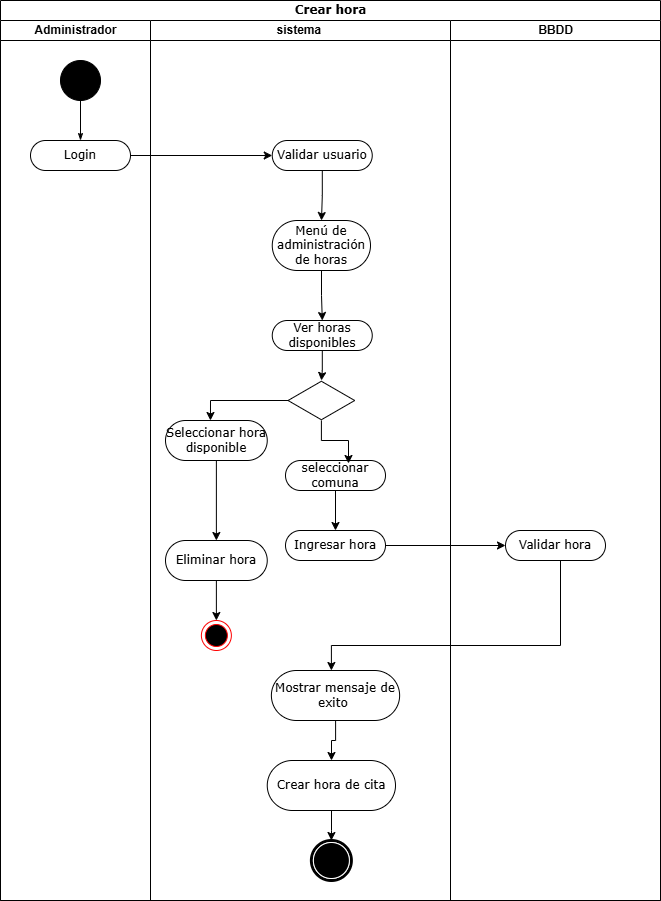 Crear hora
Administrador
sistema
BBDD
Login
Validar usuario
Menú de
administración
de horas
Ver horas
disponibles
Seleccionar hora
disponible
seleccionar
comuna
Eliminar hora
Ingresar hora
Validar hora
Mostrar mensaje de
exito
Crear hora de cita